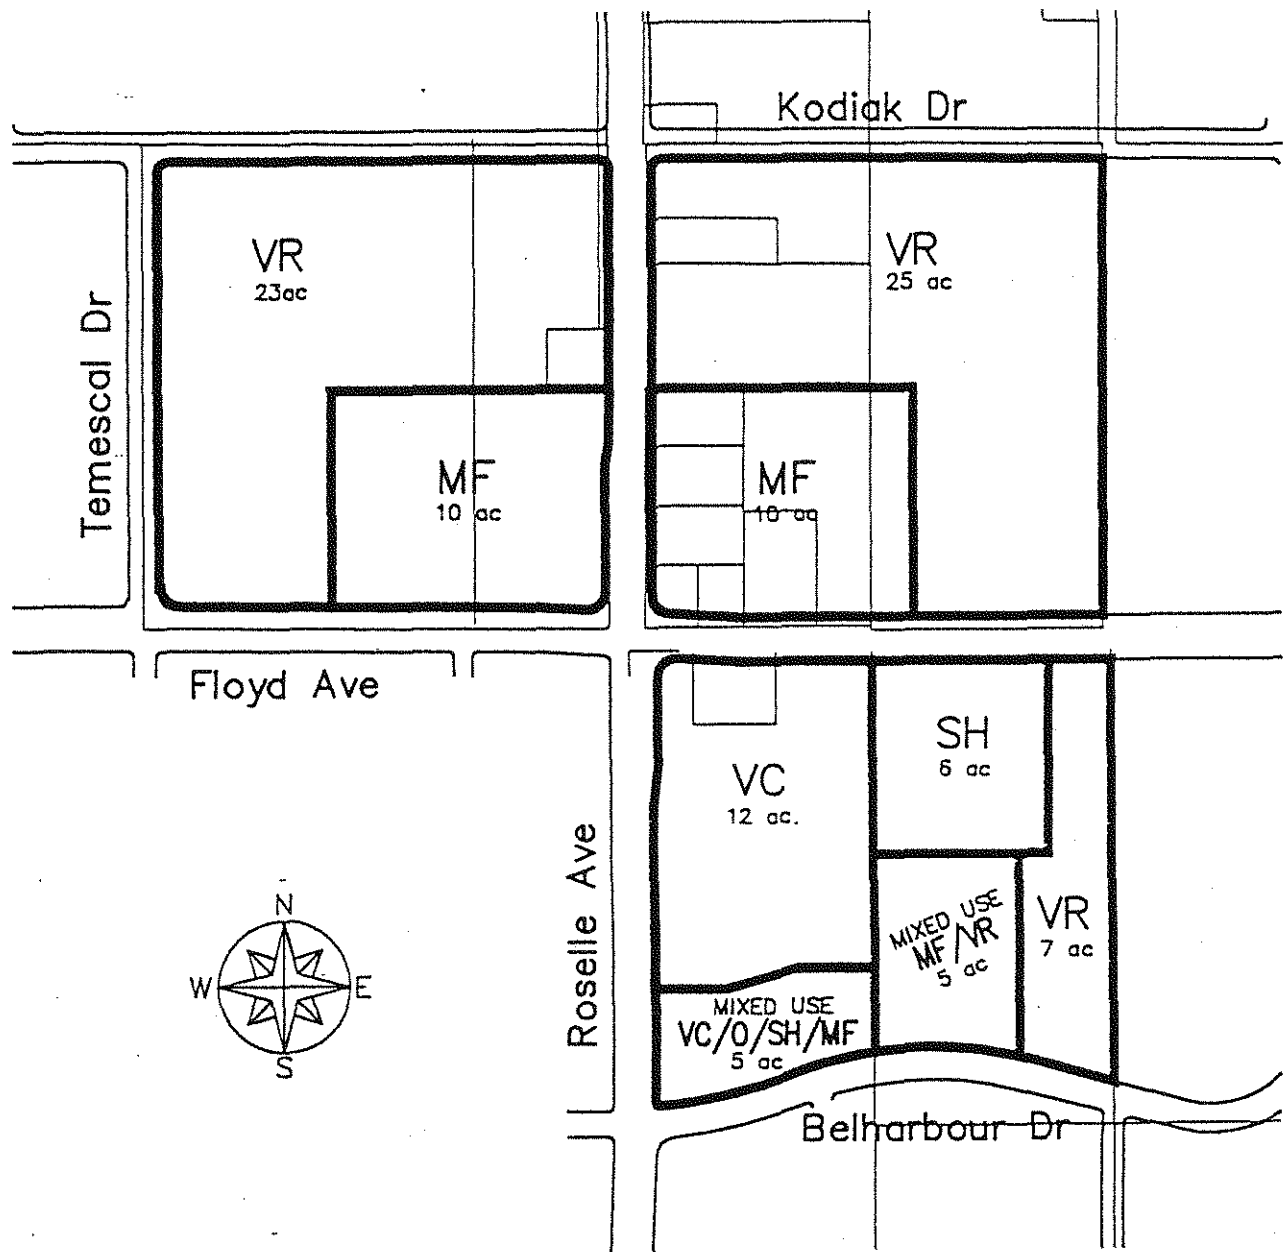 Kodiak Dr
VR
23ac
VR
25 ac
Temescal Dr
MF
10 ac
MF
10 ac
Floyd Ave
SH
6 ac
VC
12 ac.
Roselle Ave
MIXED USE
MF/VR
5 ac
VR
7 ac
N
W
E
S
MIXED USE
VC/O/SH/MF
5 ac
Belharbour Dr